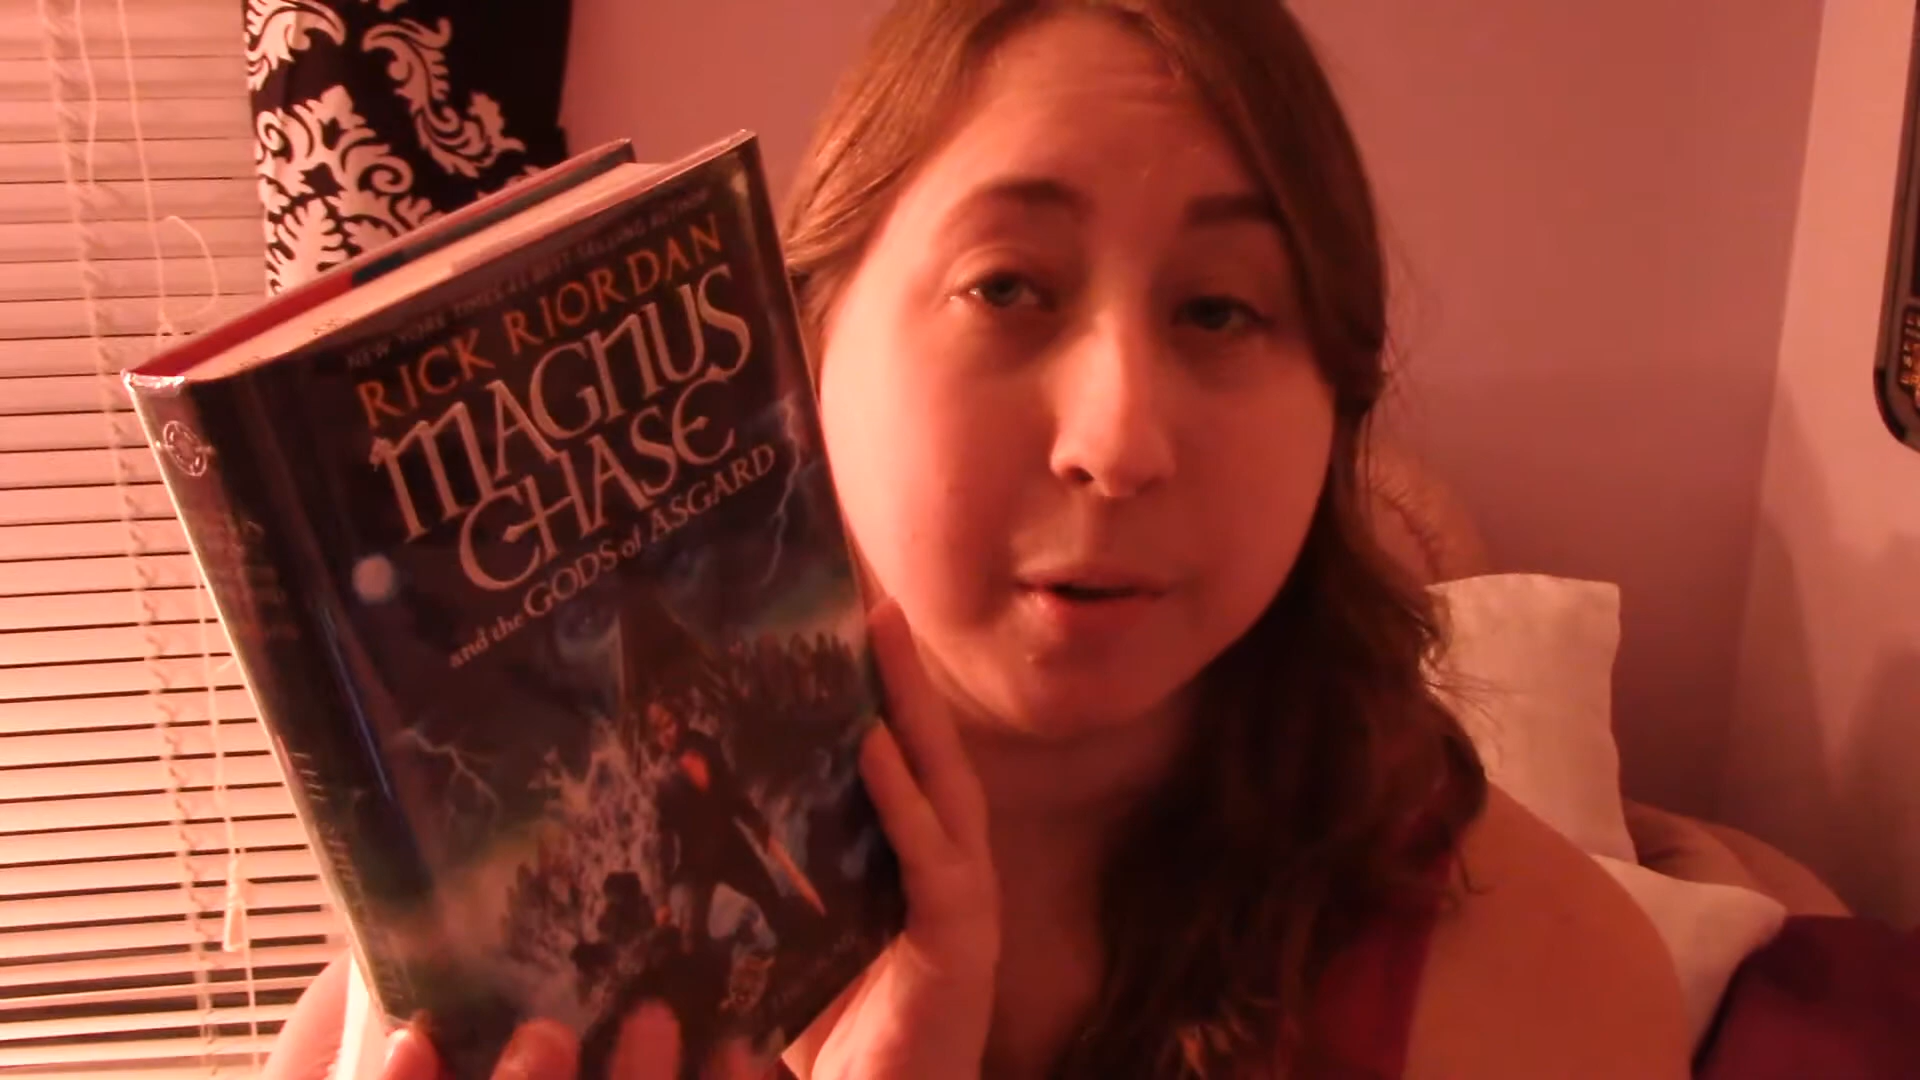 NEW YORK TIMES #1 BEST SELLING AUTHOR
RICK RIORDAN
MAGNUS
CHASE
and the GODS of ASGARD